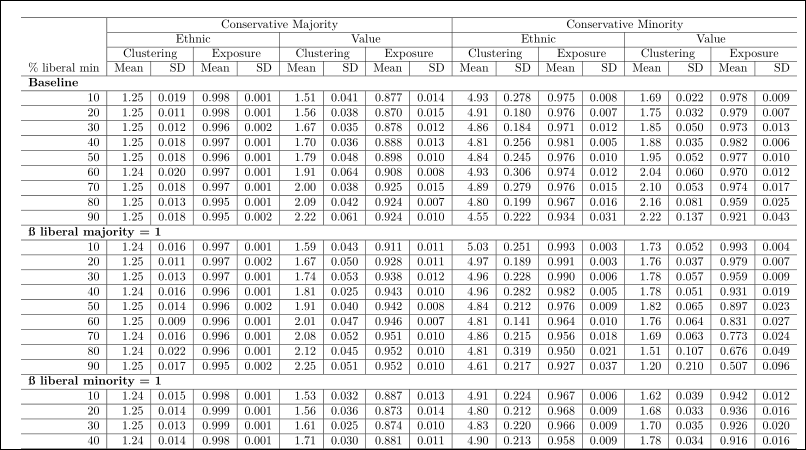 Conservative Majority Conservative Minority
Ethnic Value Ethnic Value
Clustering Exposure Clustering Exposure Clustering Exposure Clustering Exposure
% liberal min Mean SD Mean SD Mean SD Mean SD Mean SD Mean SD Mean SD Mean SD
Baseline
10 1.25 0.019 0.998 0.001 1.51 0.041 0.877 0.014 4.93 0.278 0.975 0.008 1.69 0.022 0.978 0.009
20 1.25 0.011 0.998 0.001 1.56 0.038 0.870 0.015 4.91 0.180 0.976 0.007 1.75 0.032 0.979 0.007
30 1.25 0.012 0.996 0.002 1.67 0.035 0.878 0.012 4.86 0.184 0.971 0.012 1.85 0.050 0.973 0.013
40 1.25 0.018 0.997 0.001 1.70 0.036 0.888 0.013 4.81 0.256 0.981 0.005 1.88 0.035 0.982 0.006
50 1.25 0.018 0.996 0.001 1.79 0.048 0.898 0.010 4.84 0.245 0.976 0.010 1.95 0.052 0.977 0.010
60 1.24 0.020 0.997 0.001 1.91 0.064 0.908 0.008 4.93 0.306 0.974 0.012 2.04 0.060 0.970 0.012
70 1.25 0.018 0.997 0.001 2.00 0.038 0.925 0.015 4.89 0.279 0.976 0.015 2.10 0.053 0.974 0.017
80 1.25 0.013 0.995 0.001 2.09 0.042 0.924 0.007 4.80 0.199 0.967 0.016 2.16 0.081 0.959 0.025
90 1.25 0.018 0.995 0.002 2.22 0.061 0.924 0.010 4.55 0.222 0.934 0.031 2.22 0.137 0.921 0.043
ß liberal majority = 1
10 1.24 0.016 0.997 0.001 1.59 0.043 0.911 0.011 5.03 0.251 0.993 0.003 1.73 0.052 0.993 0.004
20 1.25 0.011 0.997 0.002 1.67 0.050 0.928 0.011 4.97 0.189 0.991 0.003 1.76 0.037 0.979 0.007
30 1.25 0.013 0.997 0.001 1.74 0.053 0.938 0.012 4.96 0.228 0.990 0.006 1.78 0.057 0.959 0.009
40 1.24 0.016 0.996 0.001 1.81 0.025 0.943 0.010 4.96 0.282 0.982 0.005 1.78 0.051 0.931 0.019
50 1.25 0.014 0.996 0.002 1.91 0.040 0.942 0.008 4.84 0.212 0.976 0.009 1.82 0.065 0.897 0.023
60 1.25 0.009 0.996 0.001 2.01 0.047 0.946 0.007 4.81 0.141 0.964 0.010 1.76 0.064 0.831 0.027
70 1.24 0.016 0.996 0.001 2.08 0.052 0.951 0.010 4.86 0.215 0.956 0.018 1.69 0.063 0.773 0.024
80 1.24 0.022 0.996 0.001 2.12 0.045 0.952 0.010 4.81 0.319 0.950 0.021 1.51 0.107 0.676 0.049
90 1.25 0.017 0.995 0.002 2.25 0.051 0.952 0.010 4.61 0.217 0.927 0.037 1.20 0.210 0.507 0.096
ß liberal minority = 1
10 1.24 0.015 0.998 0.001 1.53 0.032 0.887 0.013 4.91 0.224 0.967 0.006 1.62 0.039 0.942 0.012
20 1.25 0.014 0.999 0.001 1.56 0.036 0.873 0.014 4.80 0.212 0.968 0.009 1.68 0.033 0.936 0.016
30 1.25 0.013 0.999 0.001 1.61 0.025 0.874 0.010 4.83 0.220 0.966 0.009 1.70 0.035 0.926 0.020
40 1.24 0.014 0.998 0.001 1.71 0.030 0.881 0.011 4.90 0.213 0.958 0.009 1.78 0.034 0.916 0.016